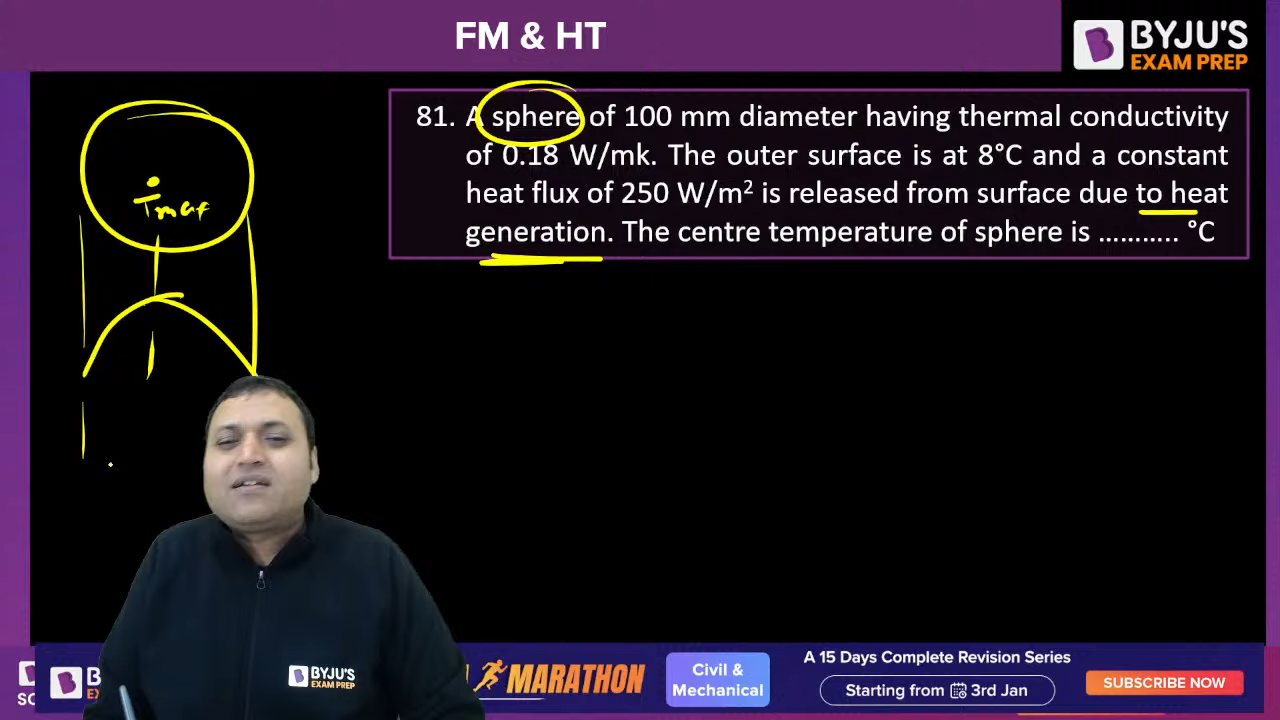 FM & HT
BYJU'S
EXAM PREP
81. A sphere of 100 mm diameter having thermal conductivity
of 0.18 W/mk. The outer surface is at 8°C and a constant
heat flux of 250 W/m² is released from surface due to heat
generation. The centre temperature of sphere is ........... °C
Tmax
BYJU'S
EXAM PREP
MARATHON
Civil &
Mechanical
A 15 Days Complete Revision Series
Starting from 3rd Jan
SUBSCRIBE NOW